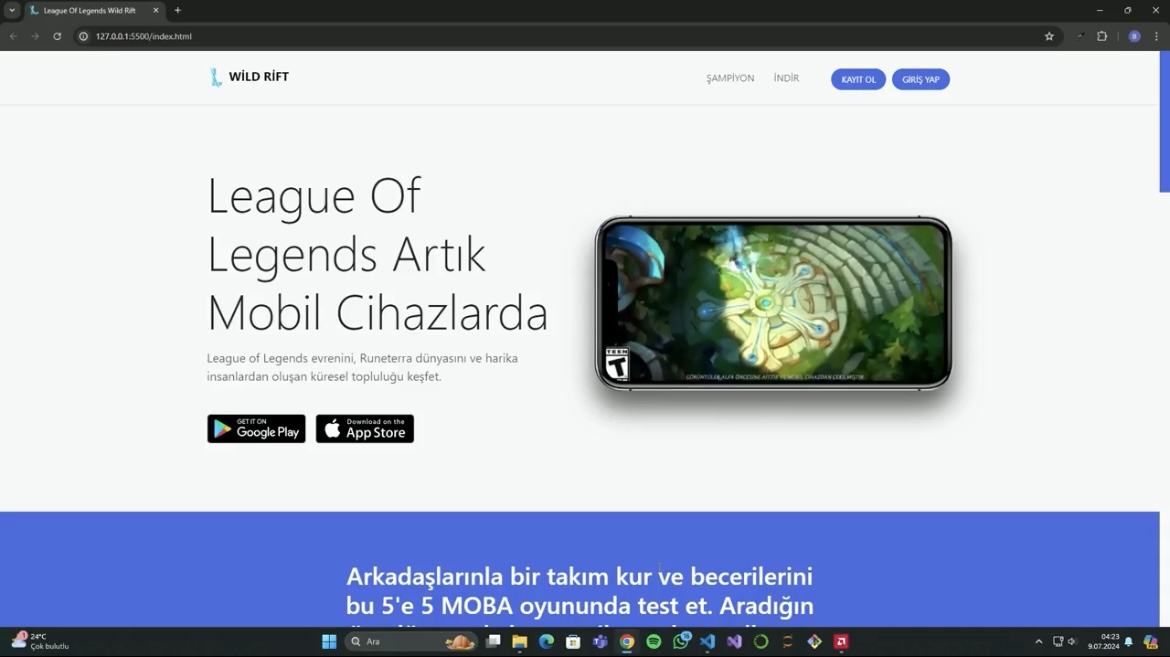 League Of Legends Wild Rift
127.0.0.1:5500/index.html
B
WİLD RİFT
ŞAMPİYON
İNDİR
KAYIT OL
GİRİŞ YAP
League Of
Legends Artık
Mobil Cihazlarda
League of Legends evrenini, Runeterra dünyasını ve harika
insanlardan oluşan küresel topluluğu keşfet.
GET IT ON
Google Play
Download on the
App Store
TEEN
T
Arkadaşlarınla bir takım kur ve becerilerini
bu 5'e 5 MOBA oyununda test et. Aradığın
24°C
Çok bulutlu
Ara
04:23
9.07.2024